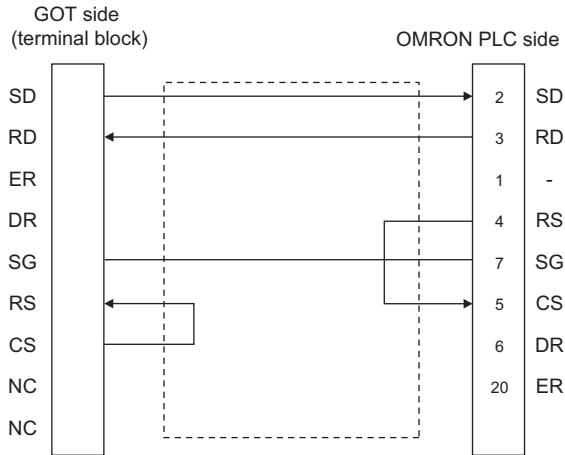 GOT side
(terminal block)
OMRON PLC side
SD 2 SD
RD 3 RD
ER 1 -
DR 4 RS
SG 7 SG
RS 5 CS
CS 6 DR
NC 20 ER
NC